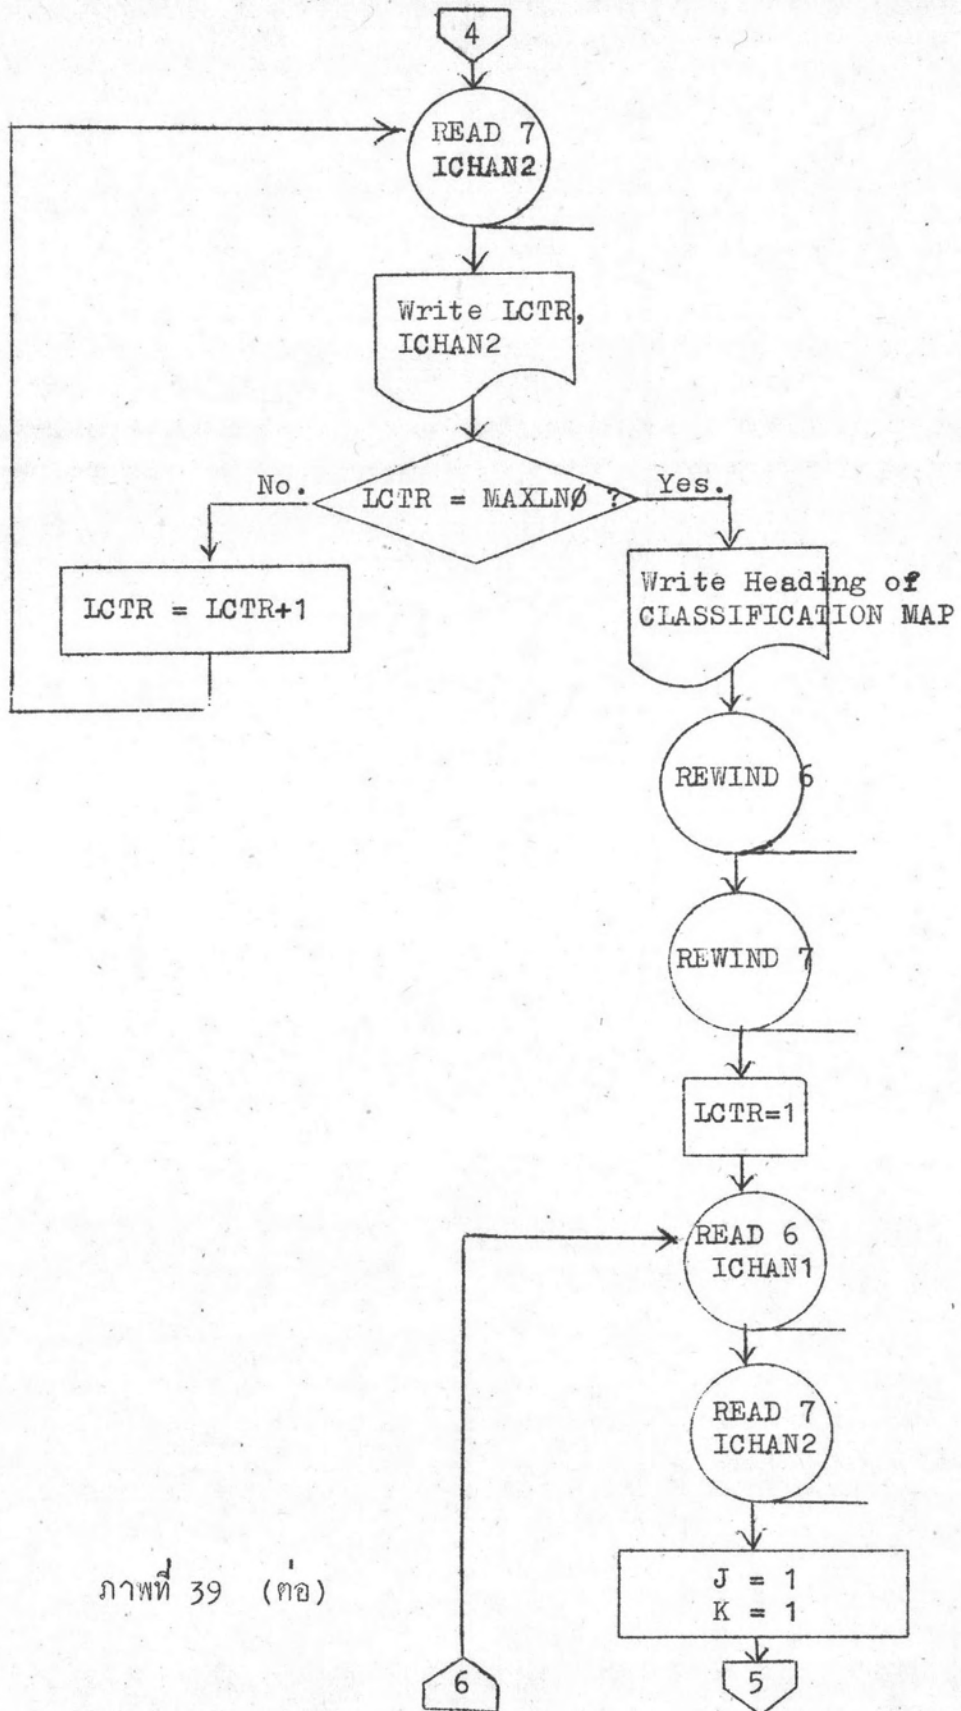 4
READ 7
ICHAN2
Write LCTR,
ICHAN2
No.
LCTR = MAXLNØ ?
Yes.
LCTR = LCTR+1
Write Heading of
CLASSIFICATION MAP
REWIND 6
REWIND 7
LCTR=1
READ 6
ICHAN1
READ 7
ICHAN2
J = 1
K = 1
ภาพที่ 39 (ต่อ)
6
5